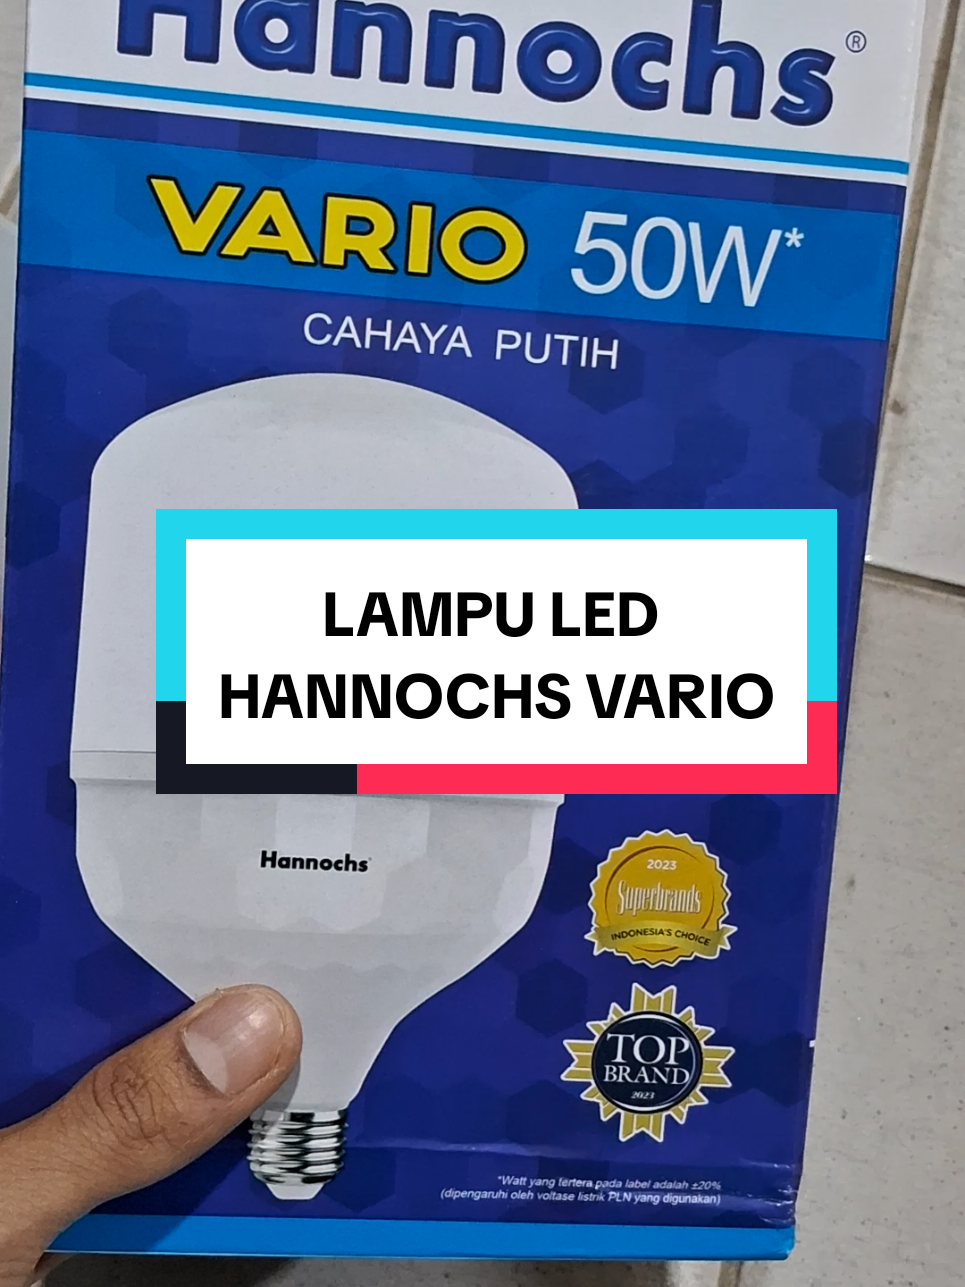 Hannochs®
VARIO 50W*
CAHAYA PUTIH
LAMPU LED
HANNOCHS VARIO
Hannochs
2023
Superbrands
INDONESIA'S CHOICE
TOP
BRAND
2023
*Watt yang tertera pada label adalah ±20%
(dipengaruhi oleh voltase listrik PLN yang digunakan)